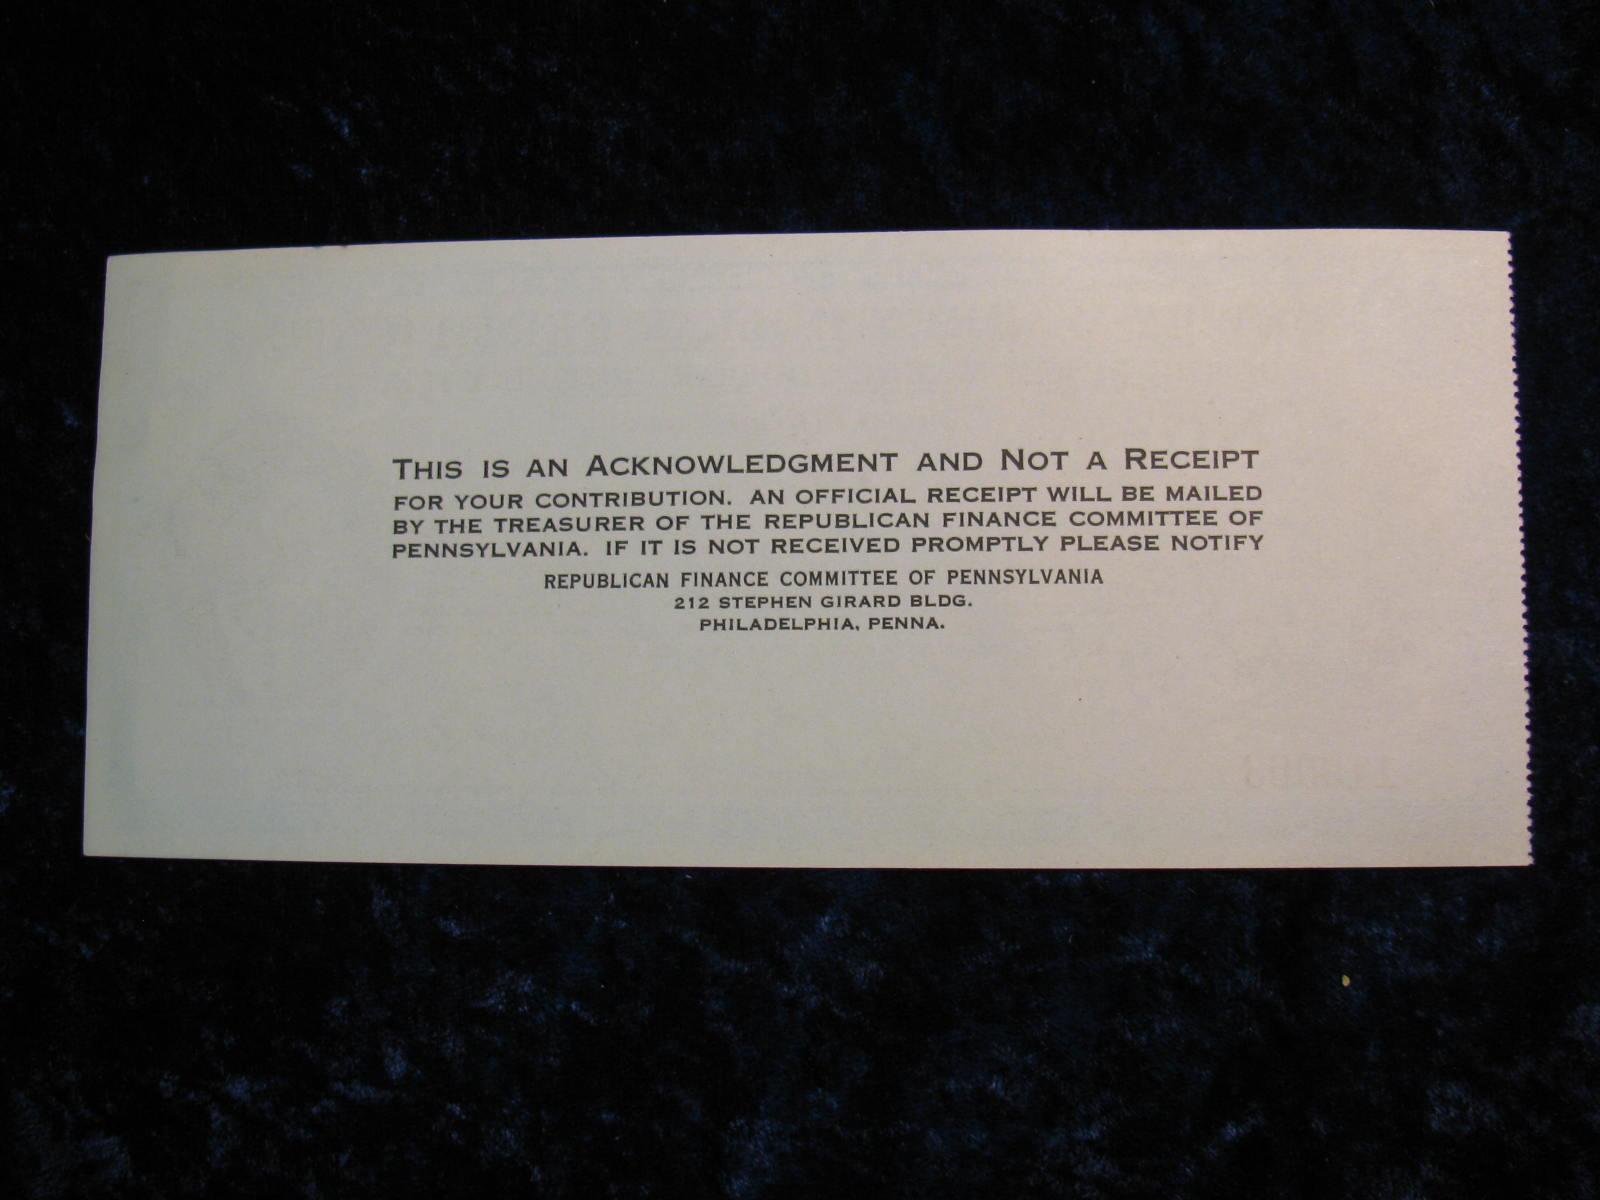 THIS IS AN ACKNOWLEDGMENT AND NOT A RECEIPT
FOR YOUR CONTRIBUTION. AN OFFICIAL RECEIPT WILL BE MAILED
BY THE TREASURER OF THE REPUBLICAN FINANCE COMMITTEE OF
PENNSYLVANIA. IF IT IS NOT RECEIVED PROMPTLY PLEASE NOTIFY
REPUBLICAN FINANCE COMMITTEE OF PENNSYLVANIA
212 STEPHEN GIRARD BLDG.
PHILADELPHIA, PENNA.